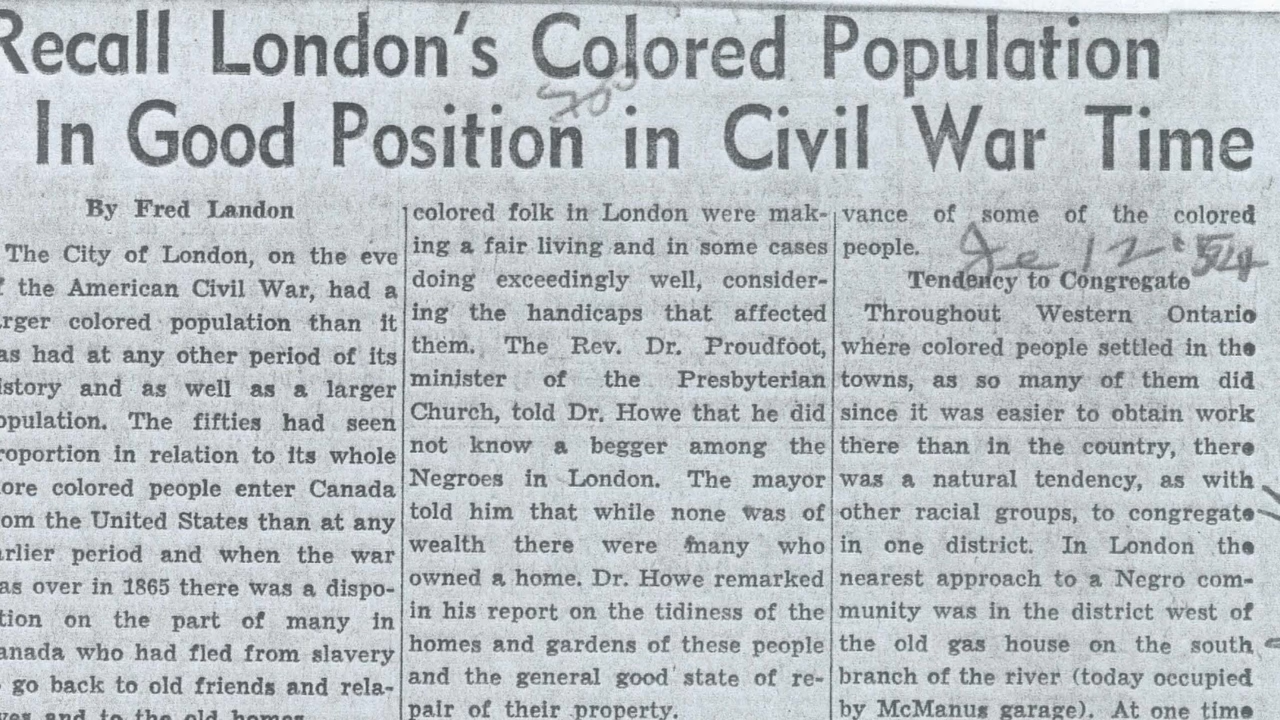 Recall London's Colored Population
In Good Position in Civil War Time
By Fred Landon
The City of London, on the eve
f the American Civil War, had a
rger colored population than it
as had at any other period of its
istory and as well as a larger
opulation. The fifties had seen
roportion in relation to its whole
ore colored people enter Canada
om the United States than at any
arlier period and when the war
as over in 1865 there was a dispo-
tion on the part of many in
anada who had fled from slavery
go back to old friends and rela-
ves and to the old homes.
colored folk in London were mak-
ing a fair living and in some cases
doing exceedingly well, consider-
ing the handicaps that affected
them. The Rev. Dr. Proudfoot,
minister of the Presbyterian
Church, told Dr. Howe that he did
not know a begger among the
Negroes in London. The mayor
told him that while none was of
wealth there were many who
owned a home. Dr. Howe remarked
in his report on the tidiness of the
homes and gardens of these people
and the general good state of re-
pair of their property.
vance of some of the colored
people.
Je 12 '54
Tendency to Congregate
Throughout Western Ontario
where colored people settled in the
towns, as so many of them did
since it was easier to obtain work
there than in the country, there
was a natural tendency, as with
other racial groups, to congregate
in one district. In London the
nearest approach to a Negro com-
munity was in the district west of
the old gas house on the south
branch of the river (today occupied
by McManus garage). At one time